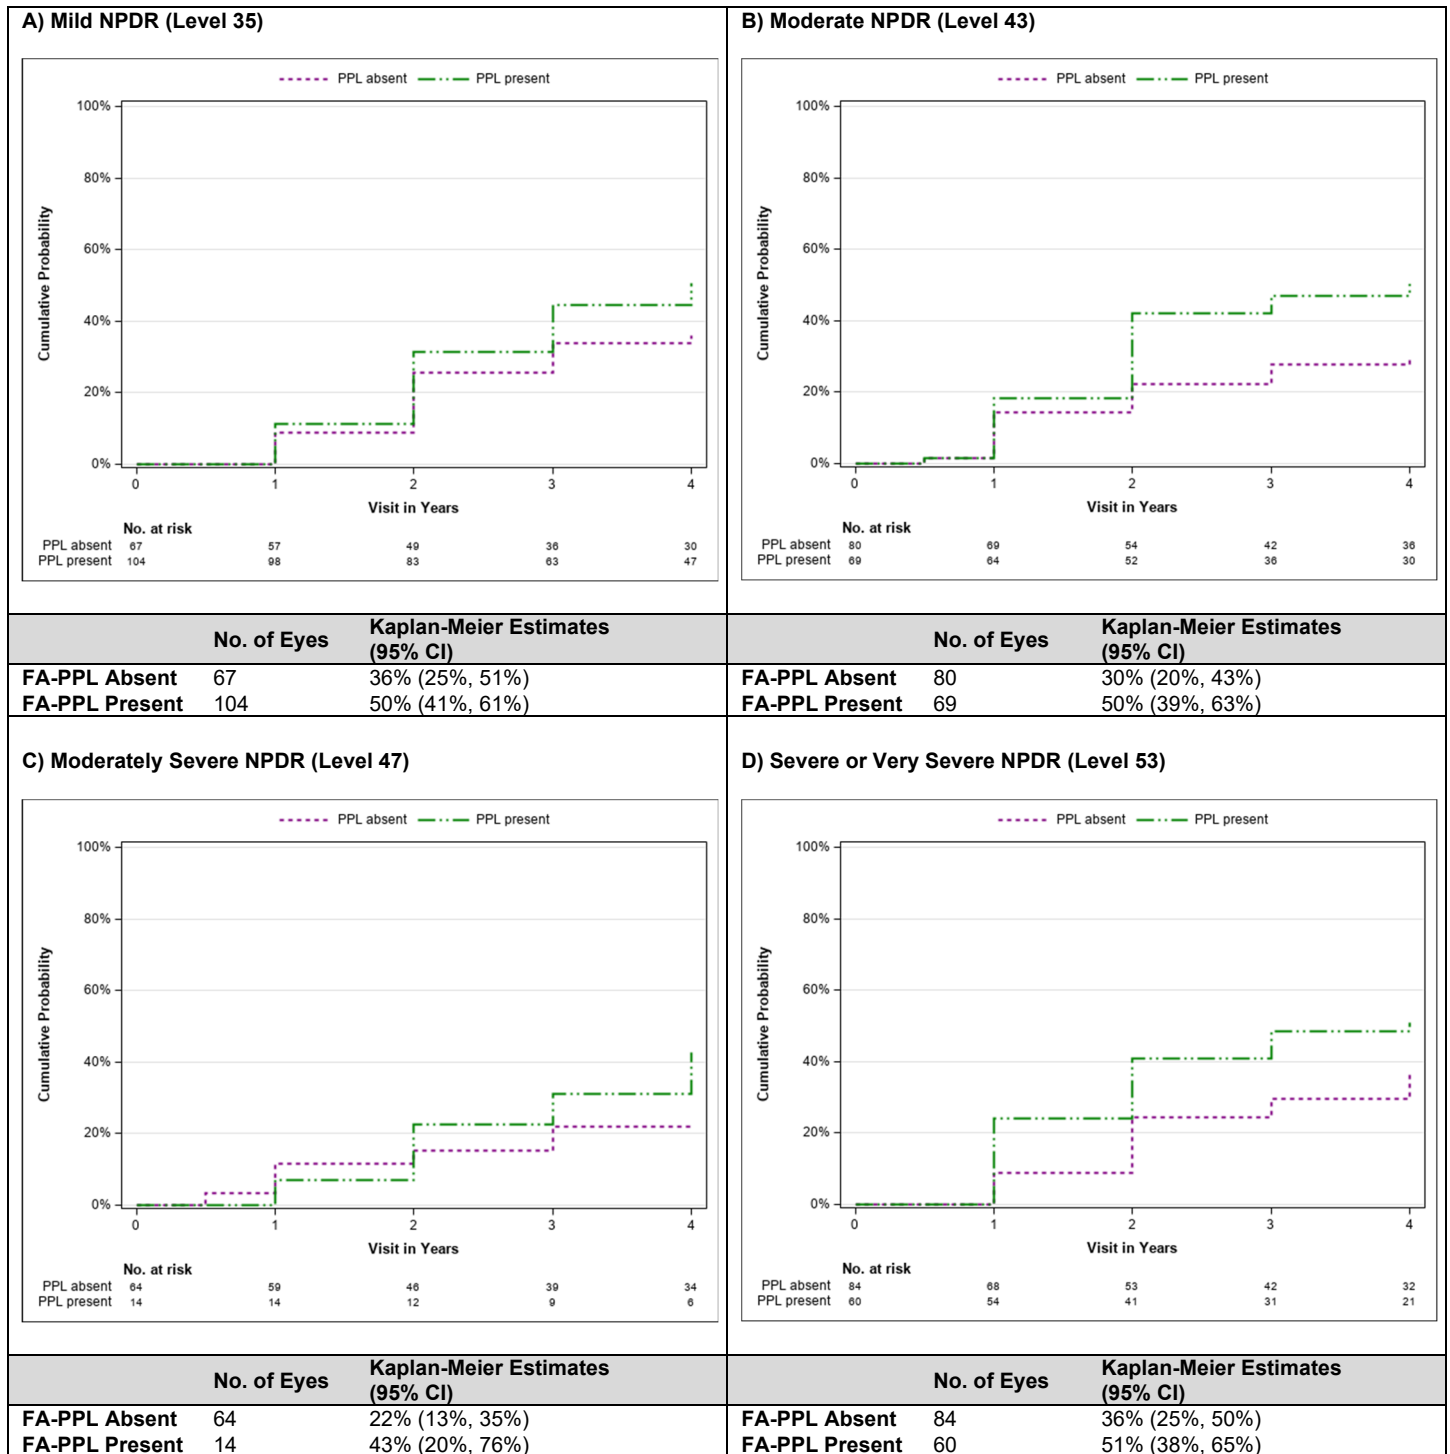 A) Mild NPDR (Level 35)
PPL absent PPL present
100%
80%
60%
40%
20%
0%
Cumulative Probability
0 1 2 3 4
Visit in Years
No. at risk
PPL absent 67 57 49 36 30
PPL present 104 98 83 63 47
No. of Eyes Kaplan-Meier Estimates (95% CI)
FA-PPL Absent 67 36% (25%, 51%)
FA-PPL Present 104 50% (41%, 61%)
B) Moderate NPDR (Level 43)
PPL absent PPL present
100%
80%
60%
40%
20%
0%
Cumulative Probability
0 1 2 3 4
Visit in Years
No. at risk
PPL absent 80 69 54 42 36
PPL present 69 64 52 36 30
No. of Eyes Kaplan-Meier Estimates (95% CI)
FA-PPL Absent 80 30% (20%, 43%)
FA-PPL Present 69 50% (39%, 63%)
C) Moderately Severe NPDR (Level 47)
PPL absent PPL present
100%
80%
60%
40%
20%
0%
Cumulative Probability
0 1 2 3 4
Visit in Years
No. at risk
PPL absent 64 59 46 39 34
PPL present 14 14 12 9 6
No. of Eyes Kaplan-Meier Estimates (95% CI)
FA-PPL Absent 64 22% (13%, 35%)
FA-PPL Present 14 43% (20%, 76%)
D) Severe or Very Severe NPDR (Level 53)
PPL absent PPL present
100%
80%
60%
40%
20%
0%
Cumulative Probability
0 1 2 3 4
Visit in Years
No. at risk
PPL absent 84 68 53 42 32
PPL present 60 54 41 31 21
No. of Eyes Kaplan-Meier Estimates (95% CI)
FA-PPL Absent 84 36% (25%, 50%)
FA-PPL Present 60 51% (38%, 65%)